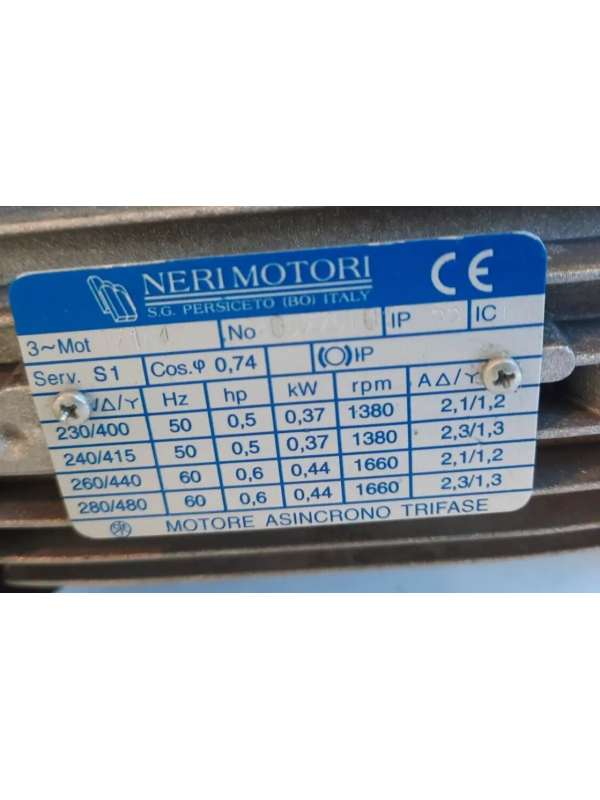 NERI MOTORI
S.G. PERSICETO (BO) ITALY
CE
3~Mot No IP 55 IC
Serv. S1 Cos.φ 0,74 IP
V△/Y Hz hp kW rpm A△/Y
230/400 50 0,5 0,37 1380 2,1/1,2
240/415 50 0,5 0,37 1380 2,3/1,3
260/440 60 0,6 0,44 1660 2,1/1,2
280/480 60 0,6 0,44 1660 2,3/1,3
MOTORE ASINCRONO TRIFASE